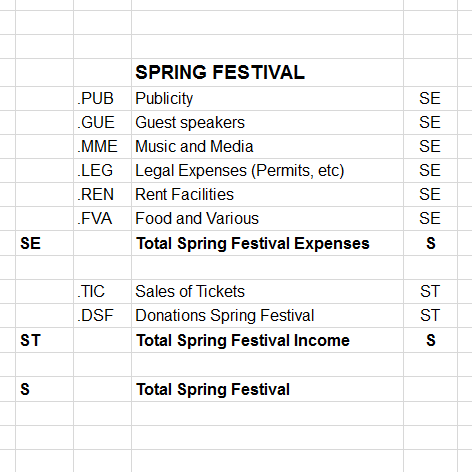 SPRING FESTIVAL
.PUB Publicity SE
.GUE Guest speakers SE
.MME Music and Media SE
.LEG Legal Expenses (Permits, etc) SE
.REN Rent Facilities SE
.FVA Food and Various SE
SE Total Spring Festival Expenses S
.TIC Sales of Tickets ST
.DSF Donations Spring Festival ST
ST Total Spring Festival Income S
S Total Spring Festival